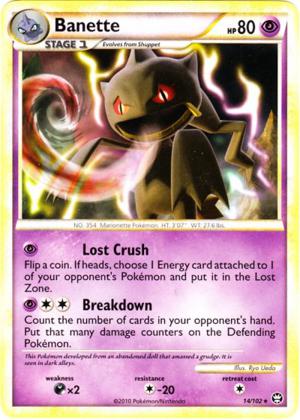 Banette HP80
STAGE 1 Evolves from Shuppet
NO. 354 Marionette Pokémon. HT. 3'07" WT. 27.6 lbs.
Lost Crush
Flip a coin. If heads, choose 1 Energy card attached to 1
of your opponent's Pokémon and put it in the Lost
Zone.
Breakdown
Count the number of cards in your opponent's hand.
Put that many damage counters on the Defending
Pokémon.
Illus. Ryo Ueda
This Pokémon developed from an abandoned doll that amassed a grudge. It is
seen in dark alleys.
weakness resistance retreat cost
×2 -20
©2010 Pokémon/Nintendo 14/102